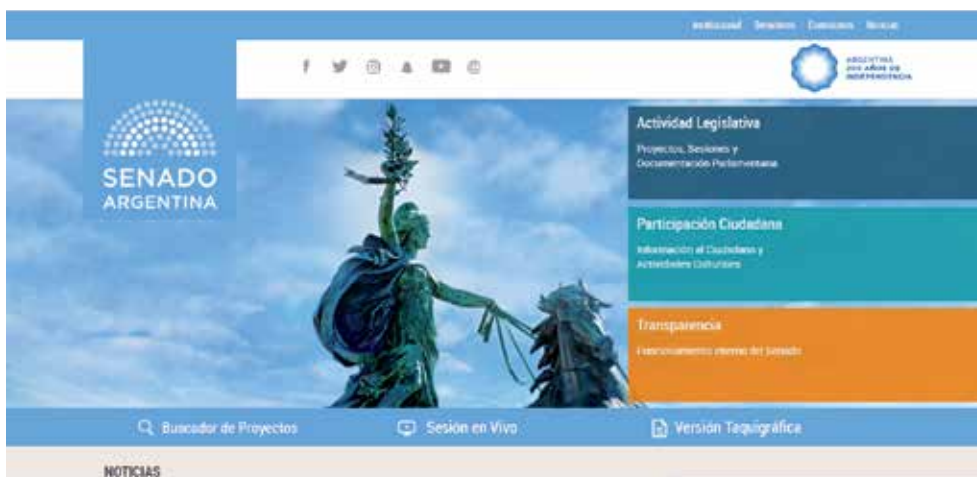 Institucional Senadores Comisiones Noticias
ARGENTINA
200 AÑOS DE
INDEPENDENCIA
SENADO
ARGENTINA
Actividad Legislativa
Proyectos, Sesiones y
Documentación Parlamentaria
Participación Ciudadana
Información al Ciudadano y
Actividades Culturales
Transparencia
Funcionamiento interno del Senado
Buscador de Proyectos
Sesión en Vivo
Versión Taquigráfica
NOTICIAS